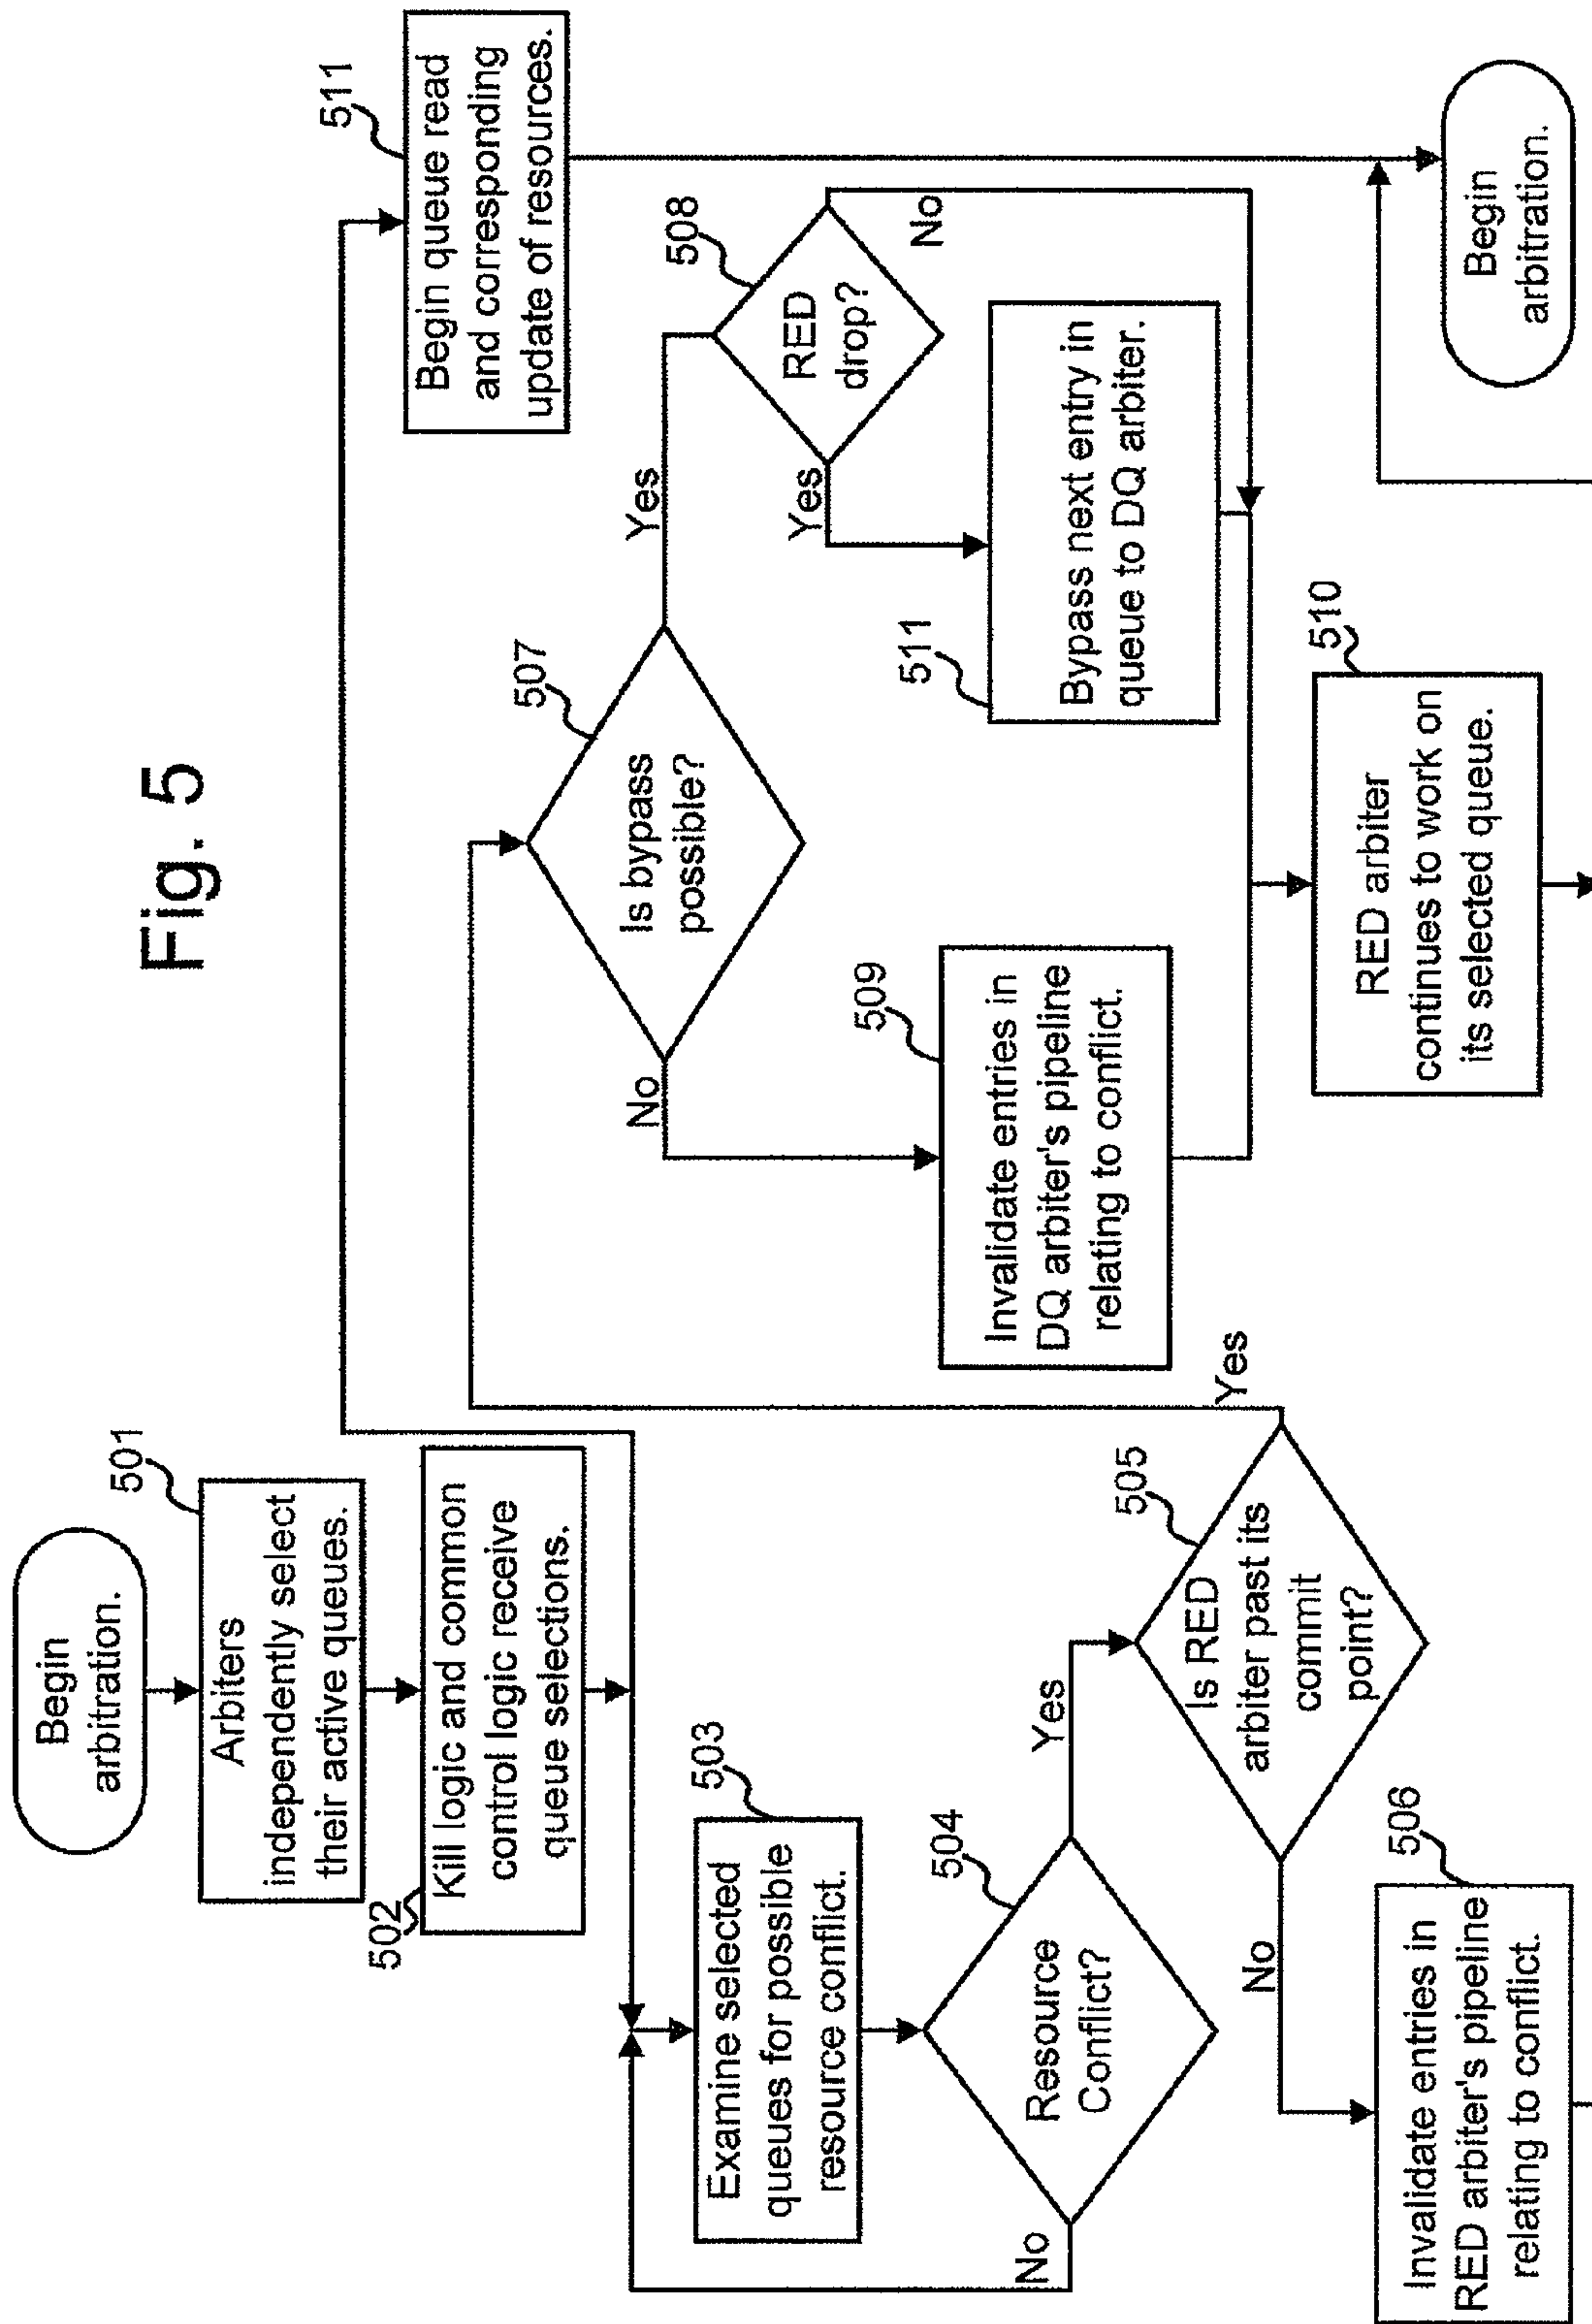 Fig. 5
Begin
arbitration.
501
Arbiters
independently select
their active queues.
502
Kill logic and common
control logic receive
queue selections.
503
Examine selected
queues for possible
resource conflict.
504
Resource
Conflict?
No
Yes
505
Is RED
arbiter past its
commit
point?
No
Yes
506
Invalidate entries in
RED arbiter's pipeline
relating to conflict.
507
Is bypass
possible?
No
Yes
508
RED
drop?
Yes
No
509
Invalidate entries in
DQ arbiter's pipeline
relating to conflict.
511
Bypass next entry in
queue to DQ arbiter.
510
RED arbiter
continues to work on
its selected queue.
511
Begin queue read
and corresponding
update of resources.
Begin
arbitration.